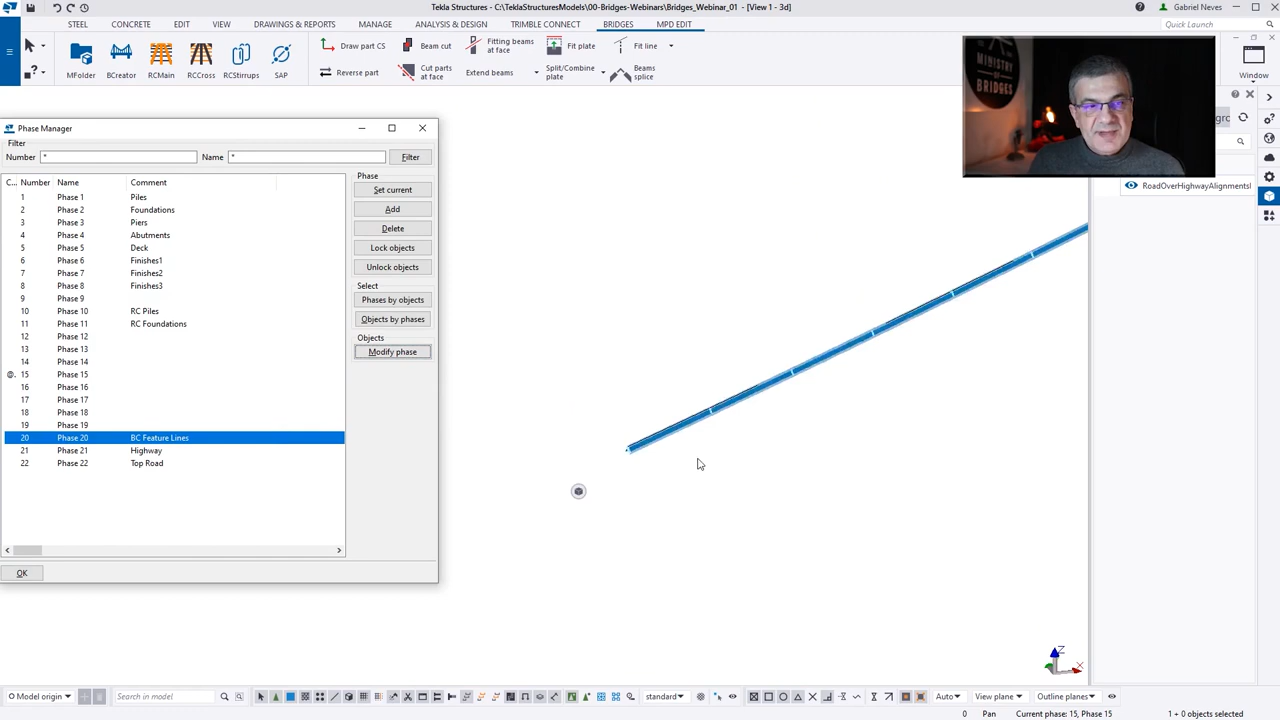 Tekla Structures - C:\TeklaStructuresModels\00-Bridges-Webinars\Bridges_Webinar_01 - [View 1 - 3d]
Gabriel Neves
STEEL CONCRETE EDIT VIEW DRAWINGS & REPORTS MANAGE ANALYSIS & DESIGN TRIMBLE CONNECT BRIDGES MPD EDIT
Quick Launch
MFolder BCreator RCMain RCCross RCStirrups SAP
Draw part CS
Reverse part
Beam cut
Cut parts at face
Fitting beams at face
Extend beams
Fit plate
Split/Combine plate
Fit line
Beams splice
Window
MINISTRY OF BRIDGES
RoadOverHighwayAlignments
Phase Manager
Filter
Number * Name * Filter
C... Number Name Comment
1 Phase 1 Piles
2 Phase 2 Foundations
3 Phase 3 Piers
4 Phase 4 Abutments
5 Phase 5 Deck
6 Phase 6 Finishes1
7 Phase 7 Finishes2
8 Phase 8 Finishes3
9 Phase 9
10 Phase 10 RC Piles
11 Phase 11 RC Foundations
12 Phase 12
13 Phase 13
14 Phase 14
@. 15 Phase 15
16 Phase 16
17 Phase 17
18 Phase 18
19 Phase 19
20 Phase 20 BC Feature Lines
21 Phase 21 Highway
22 Phase 22 Top Road
Phase
Set current
Add
Delete
Lock objects
Unlock objects
Select
Phases by objects
Objects by phases
Objects
Modify phase
OK
Z
X
Model origin Search in model standard Auto View plane Outline planes
0 Pan Current phase: 15, Phase 15 1 + 0 objects selected